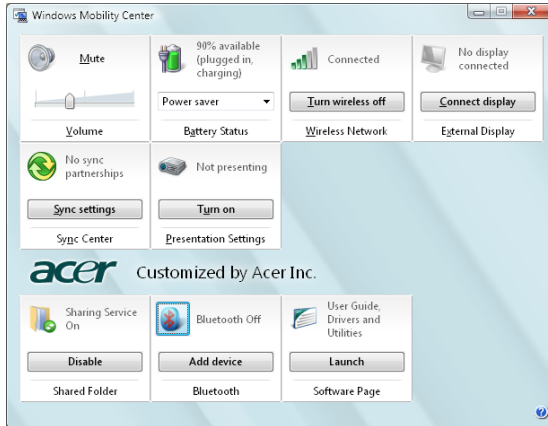 Windows Mobility Center
Mute
Volume
90% available
(plugged in,
charging)
Power saver
Battery Status
Connected
Turn wireless off
Wireless Network
No display
connected
Connect display
External Display
No sync
partnerships
Sync settings
Sync Center
Not presenting
Turn on
Presentation Settings
acer Customized by Acer Inc.
Sharing Service
On
Disable
Shared Folder
Bluetooth Off
Add device
Bluetooth
User Guide,
Drivers and
Utilities
Launch
Software Page